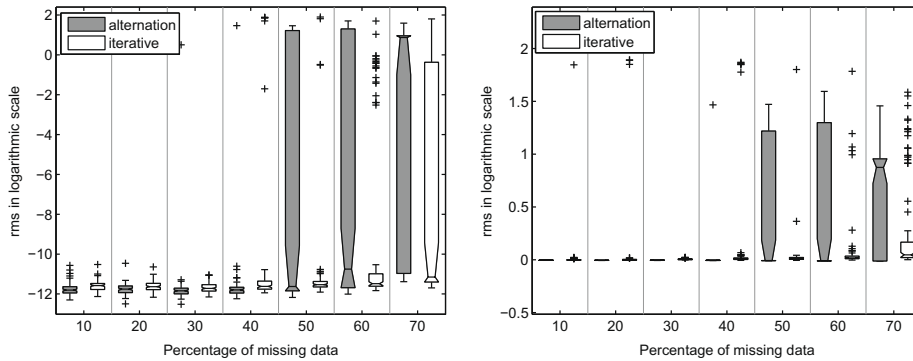 2
0
−2
−4
−6
−8
−10
−12
rms in logarithmic scale
alternation
iterative
10 20 30 40 50 60 70
Percentage of missing data
2
1.5
1
0.5
0
−0.5
rms in logarithmic scale
alternation
iterative
10 20 30 40 50 60 70
Percentage of missing data